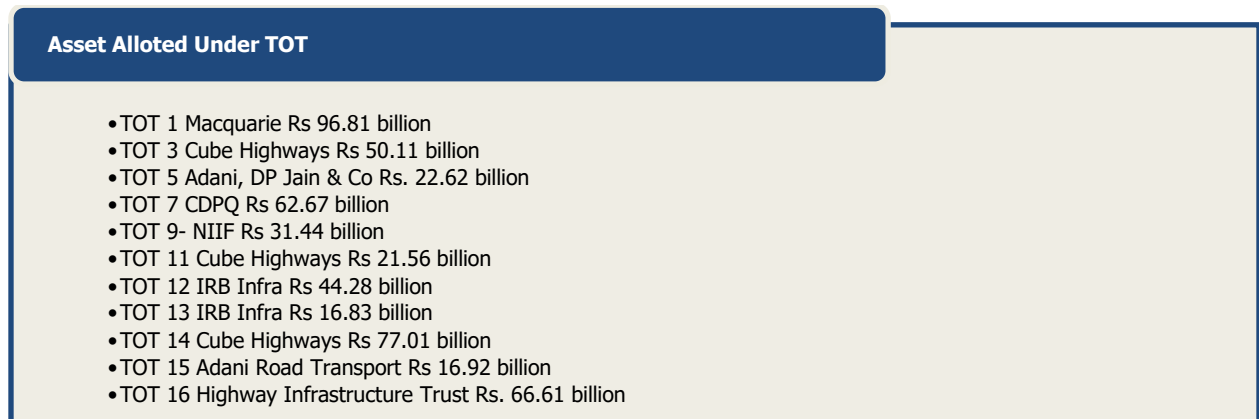 Asset Alloted Under TOT
•TOT 1 Macquarie Rs 96.81 billion
•TOT 3 Cube Highways Rs 50.11 billion
•TOT 5 Adani, DP Jain & Co Rs. 22.62 billion
•TOT 7 CDPQ Rs 62.67 billion
•TOT 9- NIIF Rs 31.44 billion
•TOT 11 Cube Highways Rs 21.56 billion
•TOT 12 IRB Infra Rs 44.28 billion
•TOT 13 IRB Infra Rs 16.83 billion
•TOT 14 Cube Highways Rs 77.01 billion
•TOT 15 Adani Road Transport Rs 16.92 billion
•TOT 16 Highway Infrastructure Trust Rs. 66.61 billion